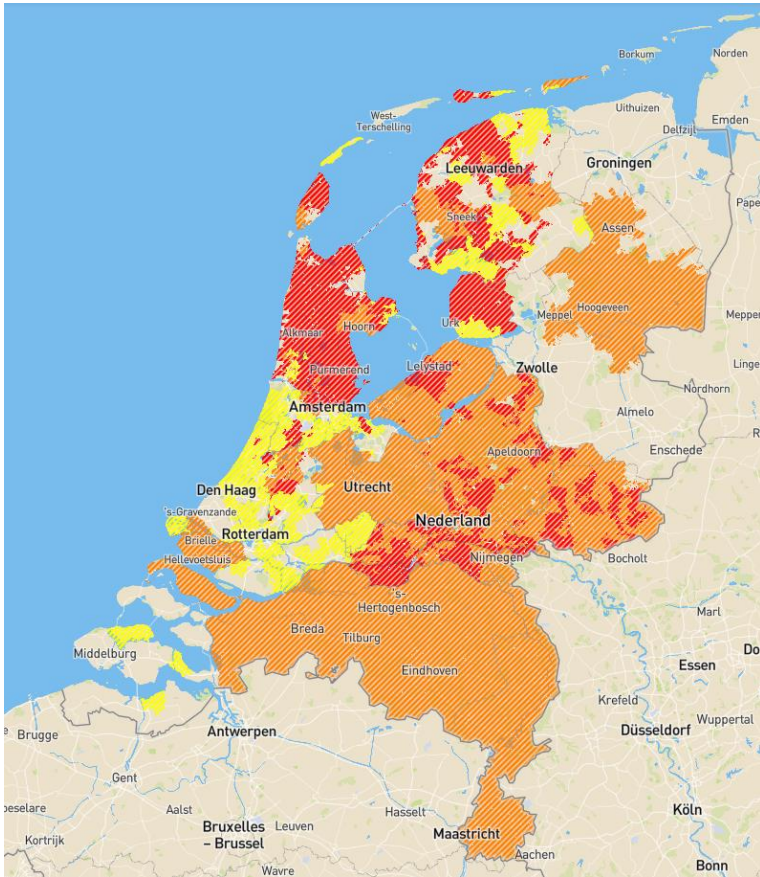 Borkum
Norden
West-
Terschelling
Uithuizen
Delfzijl
Emden
Leeuwarden
Groningen
Pape
Sneek
Assen
Hoogeveen
Meppel
Meppen
Urk
Alkmaar
Hoorn
Purmerend
Lelystad
Zwolle
Linge
Nordhorn
Amsterdam
Almelo
Enschede
R
Apeldoorn
Den Haag
Utrecht
's-Gravenzande
Nederland
Rotterdam
Brielle
Hellevoetsluis
Nijmegen
Bocholt
's-
Hertogenbosch
Marl
Breda
Tilburg
Do
Middelburg
Eindhoven
Essen
Krefeld
Wuppertal
Antwerpen
Düsseldorf
Brugge
Gent
Hasselt
Köln
oeselare
Aalst
Bruxelles
– Brussel
Leuven
Maastricht
Kortrijk
Aachen
Wavre
Bonn